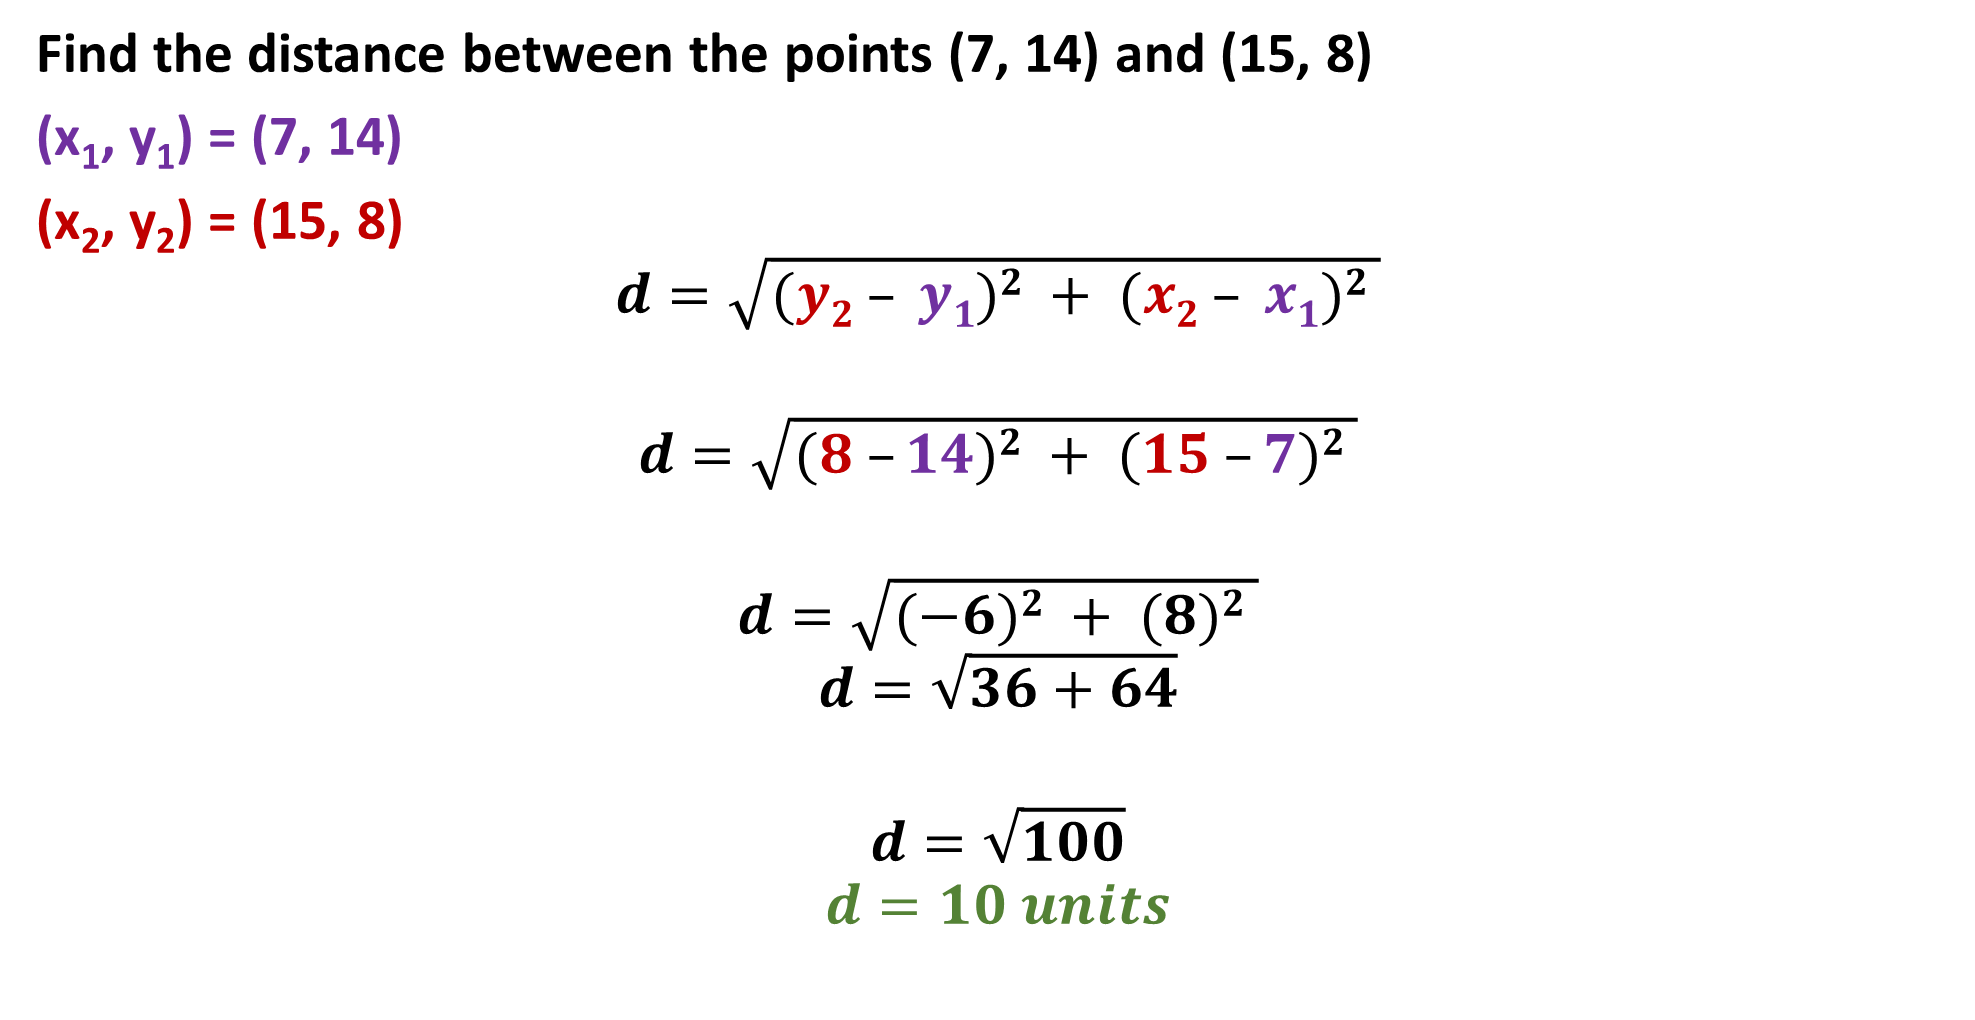 Find the distance between the points (7, 14) and (15, 8)
(x₁, y₁) = (7, 14)
(x₂, y₂) = (15, 8)
d = √((y₂ – y₁)² + (x₂ – x₁)²)
d = √((8 – 14)² + (15 – 7)²)
d = √((−6)² + (8)²)
d = √(36 + 64)
d = √100
d = 10 units